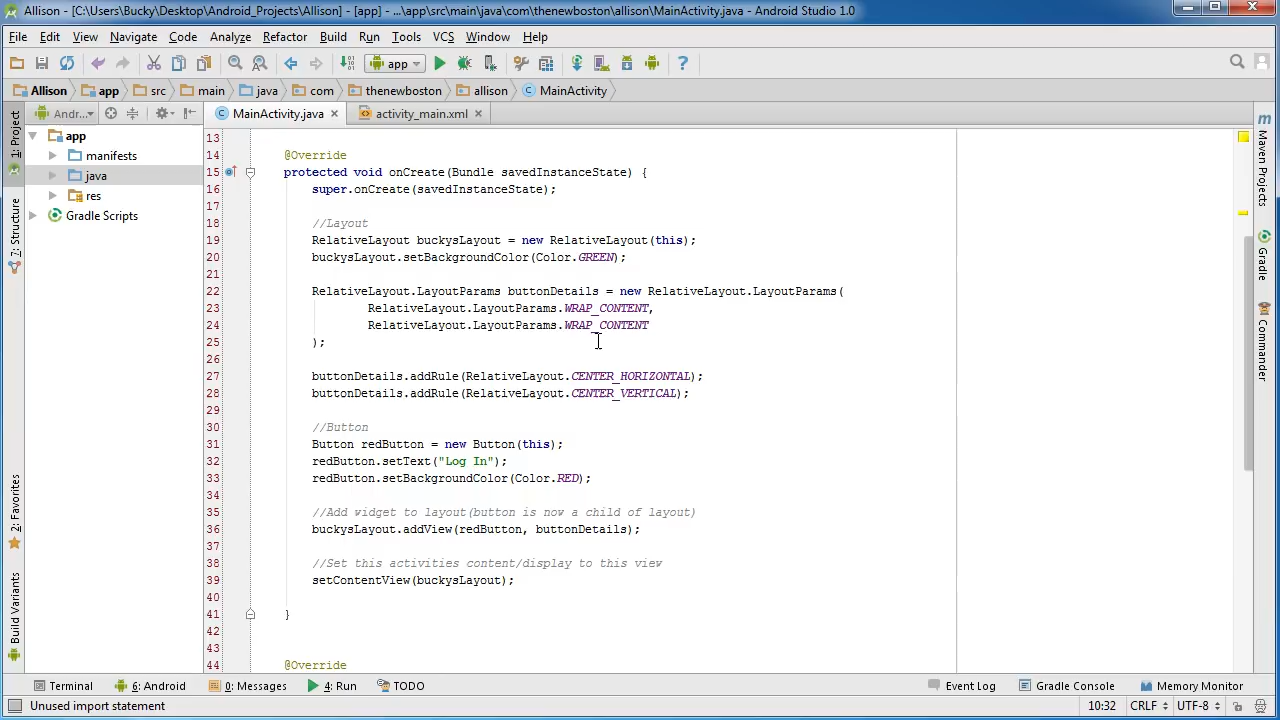 Allison - [C:\Users\Bucky\Desktop\Android_Projects\Allison] - [app] - ...\app\src\main\java\com\thenewboston\allison\MainActivity.java - Android Studio 1.0
File Edit View Navigate Code Analyze Refactor Build Run Tools VCS Window Help
app
Allison app src main java com thenewboston allison MainActivity
1: Project
7: Structure
2: Favorites
Build Variants
Andr...
app
manifests
java
res
Gradle Scripts
MainActivity.java activity_main.xml
13
14 @Override
15 protected void onCreate(Bundle savedInstanceState) {
16 super.onCreate(savedInstanceState);
17
18 //Layout
19 RelativeLayout buckysLayout = new RelativeLayout(this);
20 buckysLayout.setBackgroundColor(Color.GREEN);
21
22 RelativeLayout.LayoutParams buttonDetails = new RelativeLayout.LayoutParams(
23 RelativeLayout.LayoutParams.WRAP_CONTENT,
24 RelativeLayout.LayoutParams.WRAP_CONTENT
25 );
26
27 buttonDetails.addRule(RelativeLayout.CENTER_HORIZONTAL);
28 buttonDetails.addRule(RelativeLayout.CENTER_VERTICAL);
29
30 //Button
31 Button redButton = new Button(this);
32 redButton.setText("Log In");
33 redButton.setBackgroundColor(Color.RED);
34
35 //Add widget to layout(button is now a child of layout)
36 buckysLayout.addView(redButton, buttonDetails);
37
38 //Set this activities content/display to this view
39 setContentView(buckysLayout);
40
41 }
42
43
44 @Override
m Maven Projects
Gradle
Commander
Terminal 6: Android 0: Messages 4: Run TODO Event Log Gradle Console Memory Monitor
Unused import statement 10:32 CRLF UTF-8